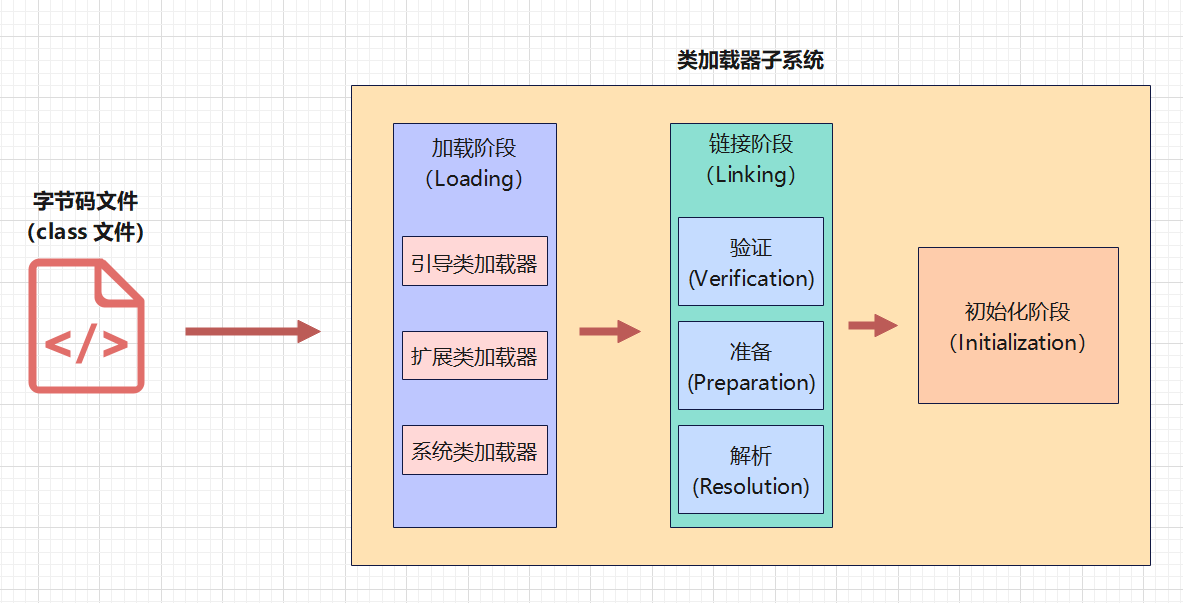 类加载器子系统
字节码文件
(class 文件)
</>
加载阶段
（Loading）
引导类加载器
扩展类加载器
系统类加载器
链接阶段
（Linking）
验证
(Verification)
准备
(Preparation)
解析
(Resolution)
初始化阶段
（Initialization）